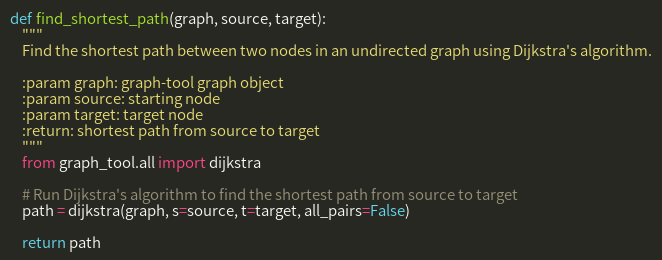 def find_shortest_path(graph, source, target):
"""
Find the shortest path between two nodes in an undirected graph using Dijkstra's algorithm.
:param graph: graph-tool graph object
:param source: starting node
:param target: target node
:return: shortest path from source to target
"""
from graph_tool.all import dijkstra
# Run Dijkstra's algorithm to find the shortest path from source to target
path = dijkstra(graph, s=source, t=target, all_pairs=False)
return path